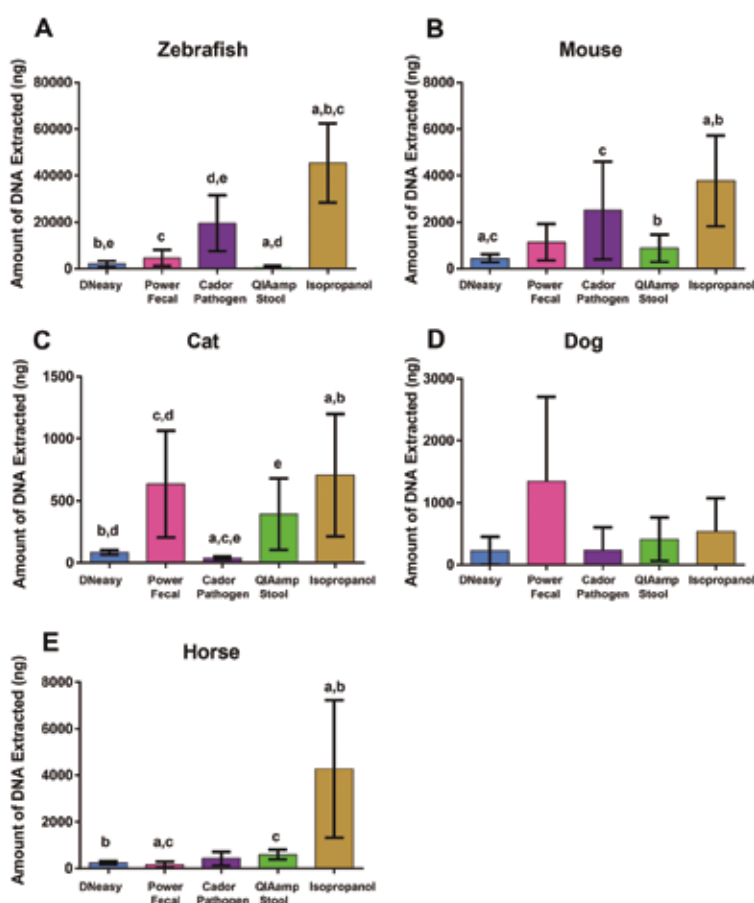 A
Zebrafish
Amount of DNA Extracted (ng)
80000
60000
40000
20000
0
b,e
c
d,e
a,d
a,b,c
DNeasy
Power
Fecal
Cador
Pathogen
QIAamp
Stool
Isopropanol
B
Mouse
Amount of DNA Extracted (ng)
8000
6000
4000
2000
0
a,c
c
b
a,b
DNeasy
Power
Fecal
Cador
Pathogen
QIAamp
Stool
Isopropanol
C
Cat
Amount of DNA Extracted (ng)
1500
1000
500
0
b,d
c,d
a,c,e
e
a,b
DNeasy
Power
Fecal
Cador
Pathogen
QIAamp
Stool
Isopropanol
D
Dog
Amount of DNA Extracted (ng)
3000
2000
1000
0
DNeasy
Power
Fecal
Cador
Pathogen
QIAamp
Stool
Isopropanol
E
Horse
Amount of DNA Extracted (ng)
8000
6000
4000
2000
0
b
a,c
c
a,b
DNeasy
Power
Fecal
Cador
Pathogen
QIAamp
Stool
Isopropanol